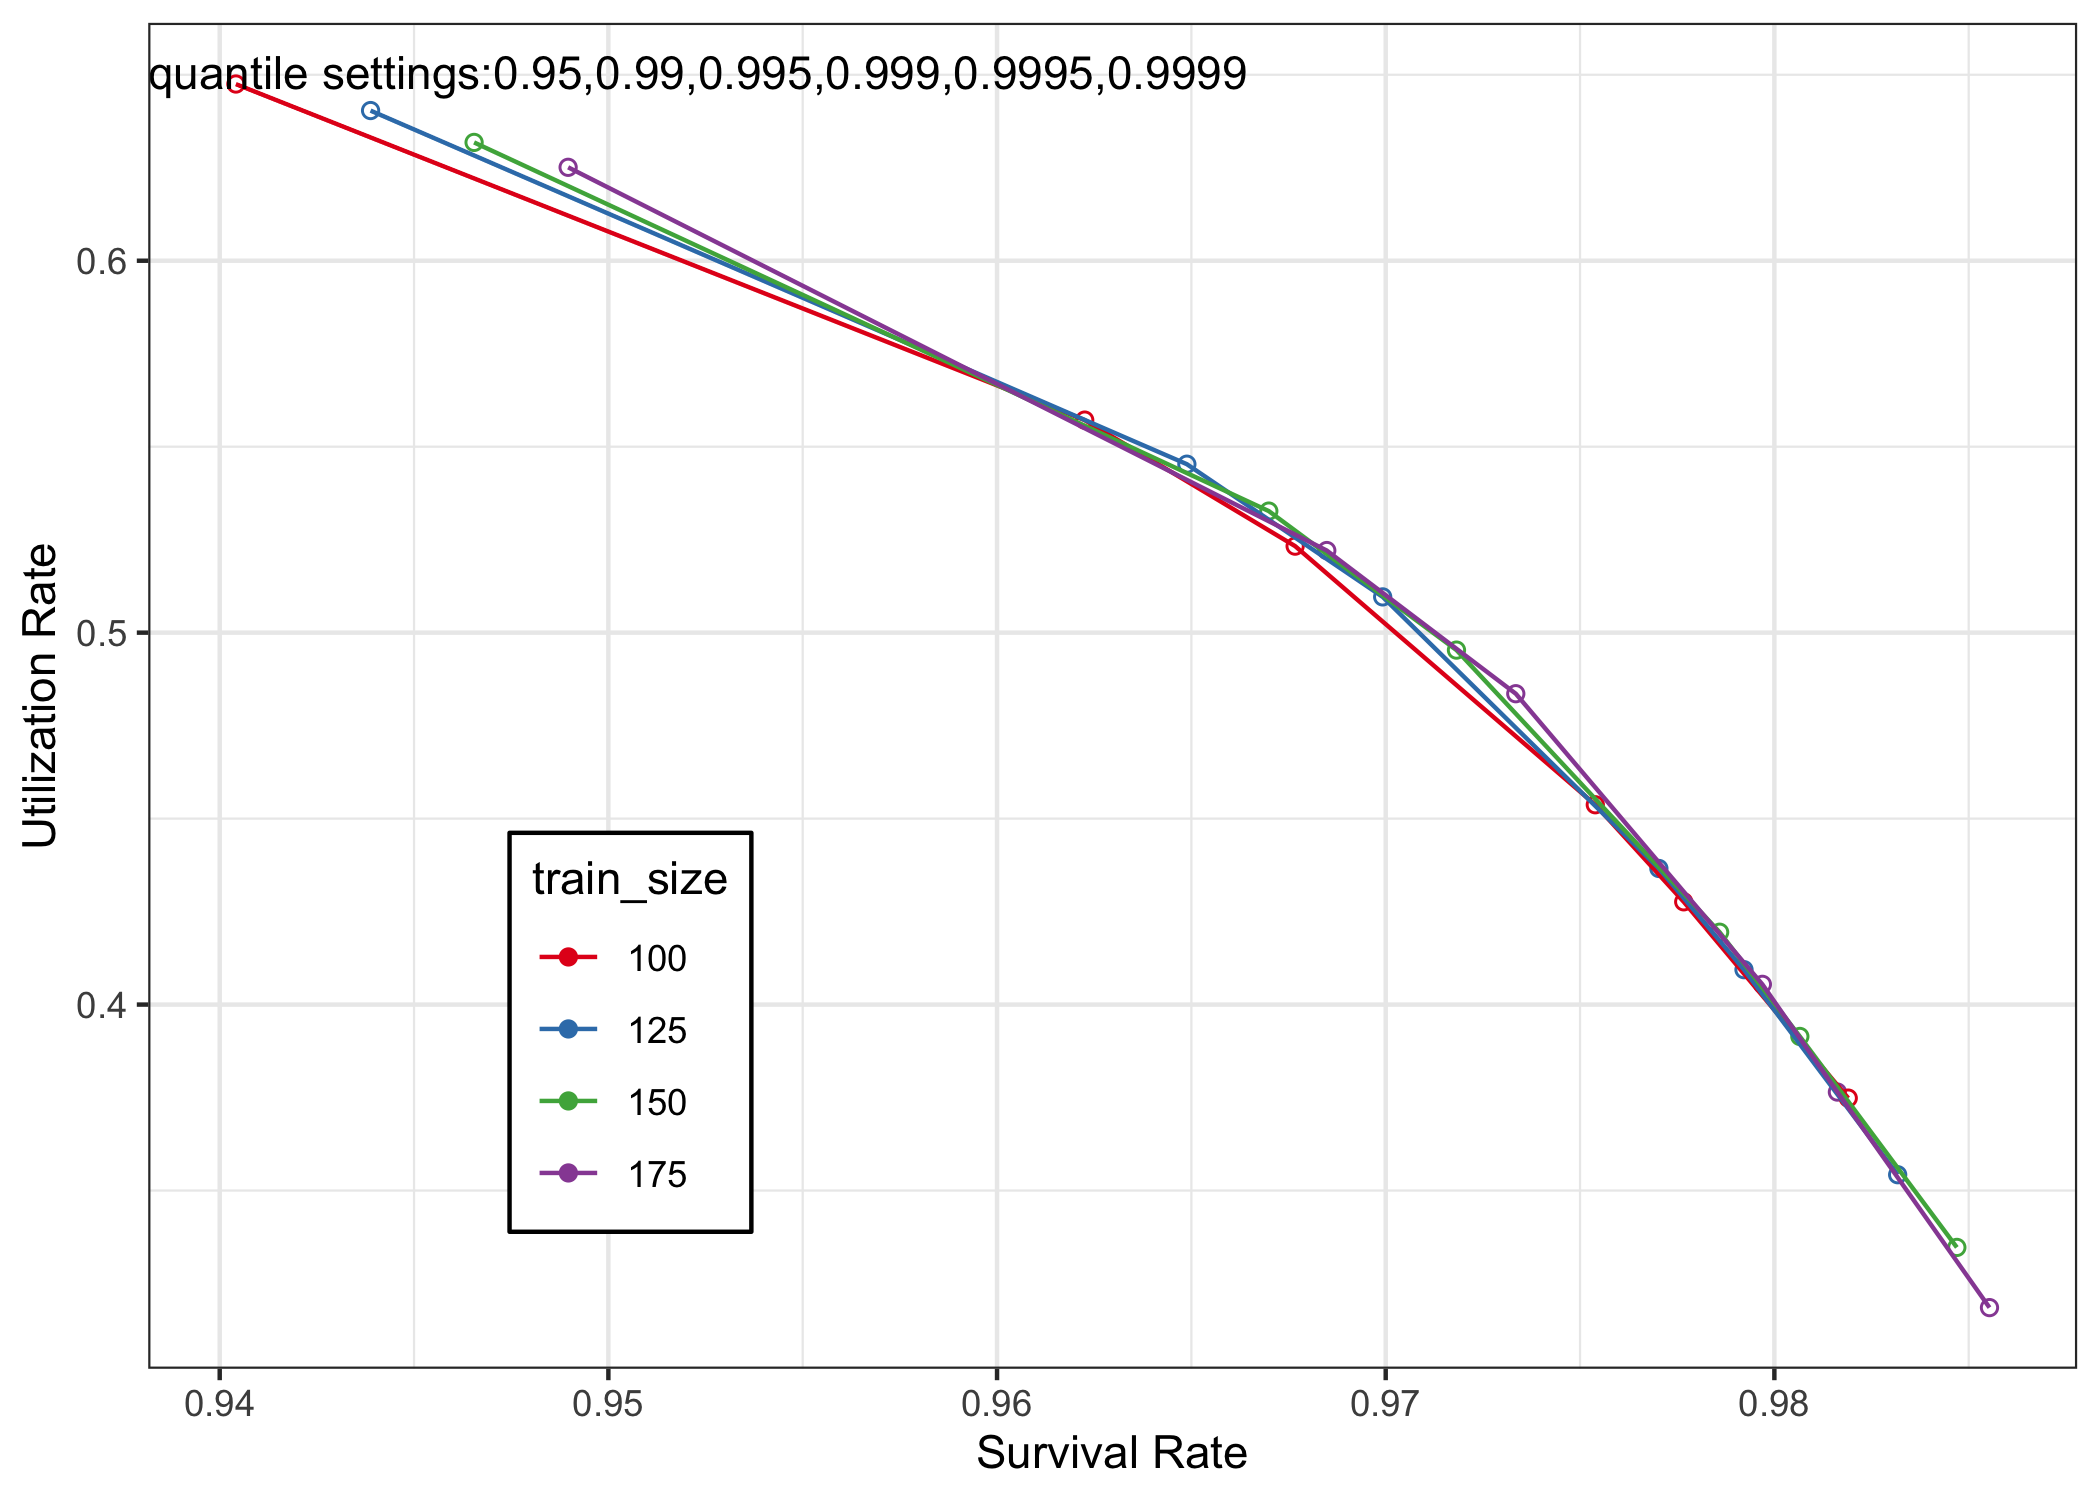 quantile settings:0.95,0.99,0.995,0.999,0.9995,0.9999
0.6
0.5
0.4
Utilization Rate
train_size
100
125
150
175
0.94 0.95 0.96 0.97 0.98
Survival Rate